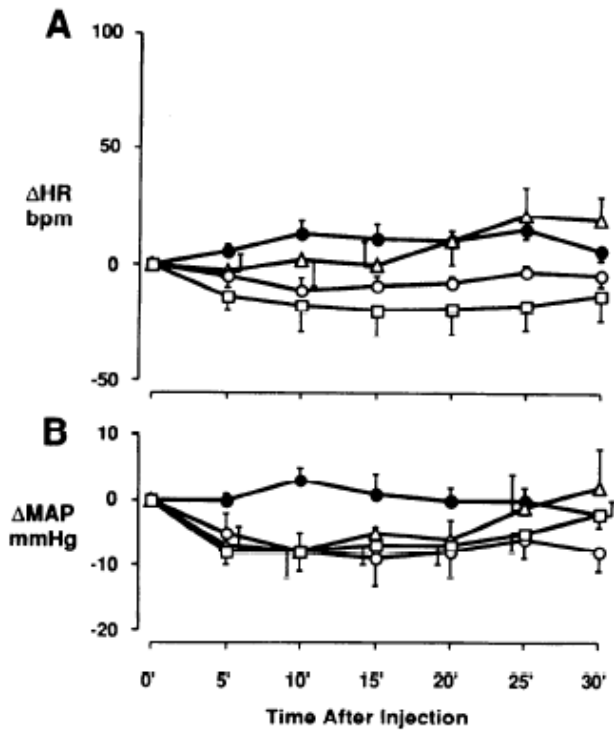 A
100
50
ΔHR
bpm
0
-50
B
10
0
ΔMAP
mmHg
-10
-20
0' 5' 10' 15' 20' 25' 30'
Time After Injection